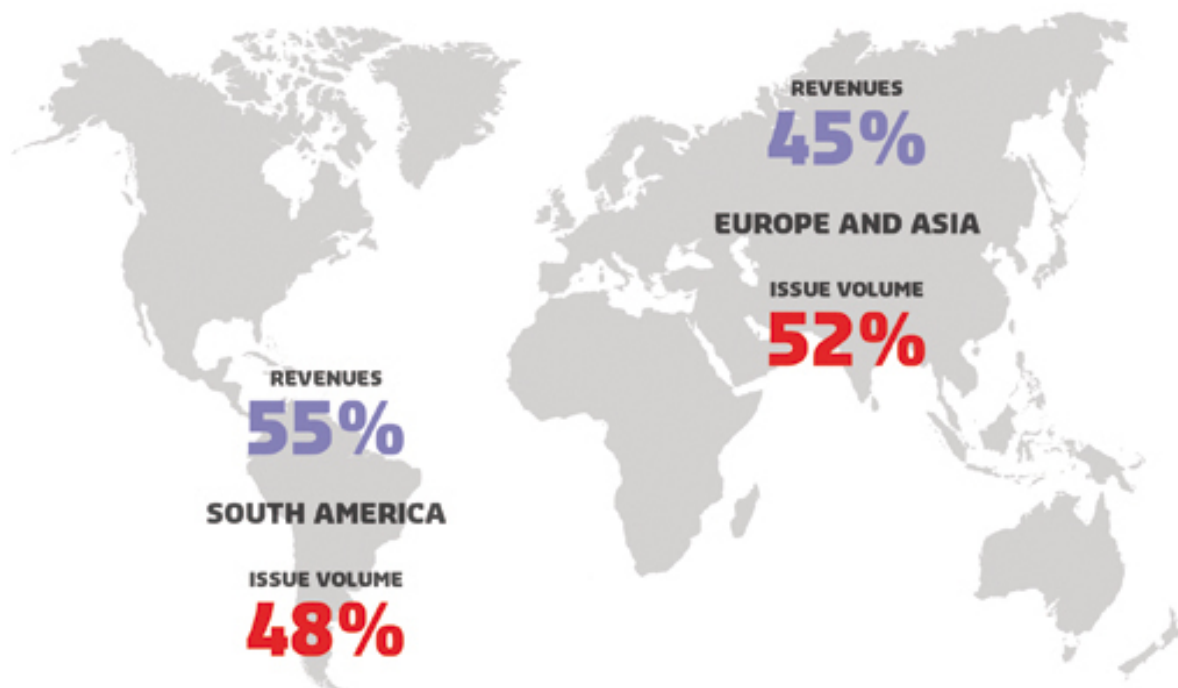 REVENUES
45%
EUROPE AND ASIA
ISSUE VOLUME
52%
REVENUES
55%
SOUTH AMERICA
ISSUE VOLUME
48%